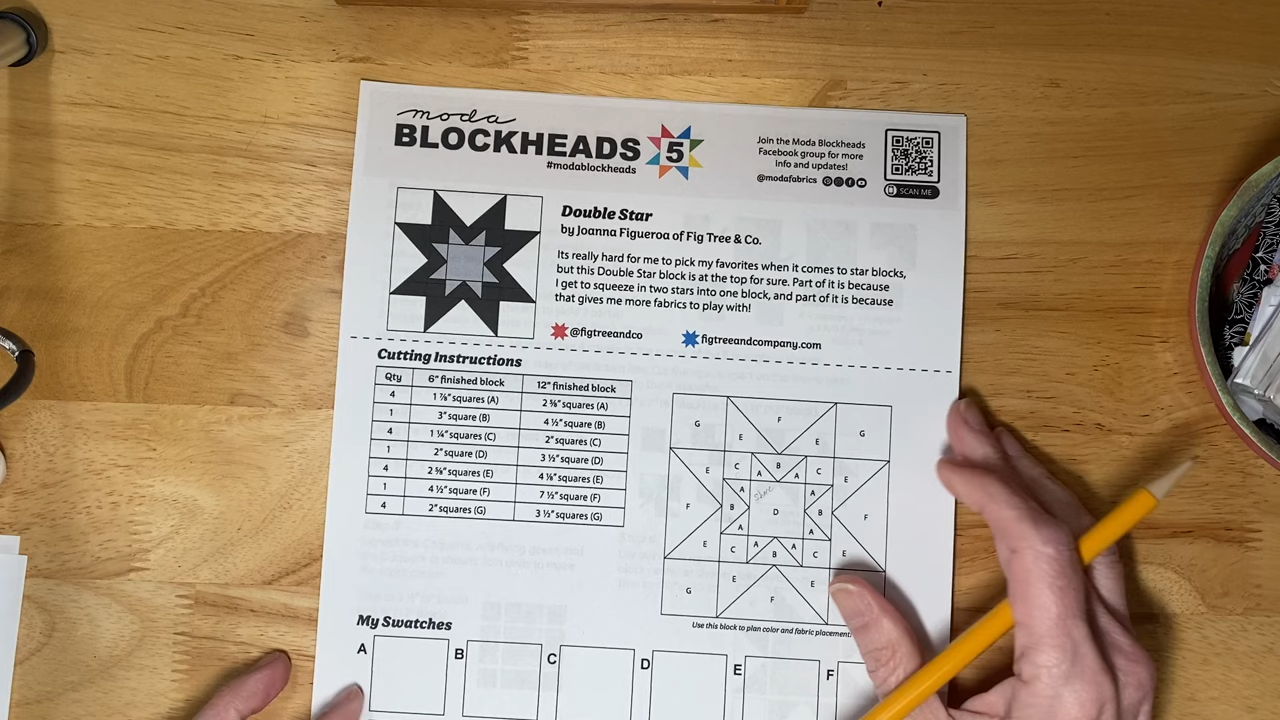 moda
BLOCKHEADS 5
#modablockheads
Join the Moda Blockheads
Facebook group for more
info and updates!
@modafabrics
SCAN ME
Double Star
by Joanna Figueroa of Fig Tree & Co.
Its really hard for me to pick my favorites when it comes to star blocks,
but this Double Star block is at the top for sure. Part of it is because
I get to squeeze in two stars into one block, and part of it is because
that gives me more fabrics to play with!
@figtreeandco figtreeandcompany.com
Cutting Instructions
Qty 6" finished block 12" finished block
4 1 ⅞" squares (A) 2 ⅝" squares (A)
1 3" square (B) 4 ½" square (B)
4 1 ¼" squares (C) 2" squares (C)
1 2" square (D) 3 ½" square (D)
4 2 ⅝" squares (E) 4 ⅛" squares (E)
1 4 ½" square (F) 7 ½" square (F)
4 2" squares (G) 3 ½" squares (G)
G E F E G
E C A B A C E
A A
F B D B F
A A
E C A B A C E
G E F E
Use this block to plan color and fabric placement
My Swatches
A B C D E F